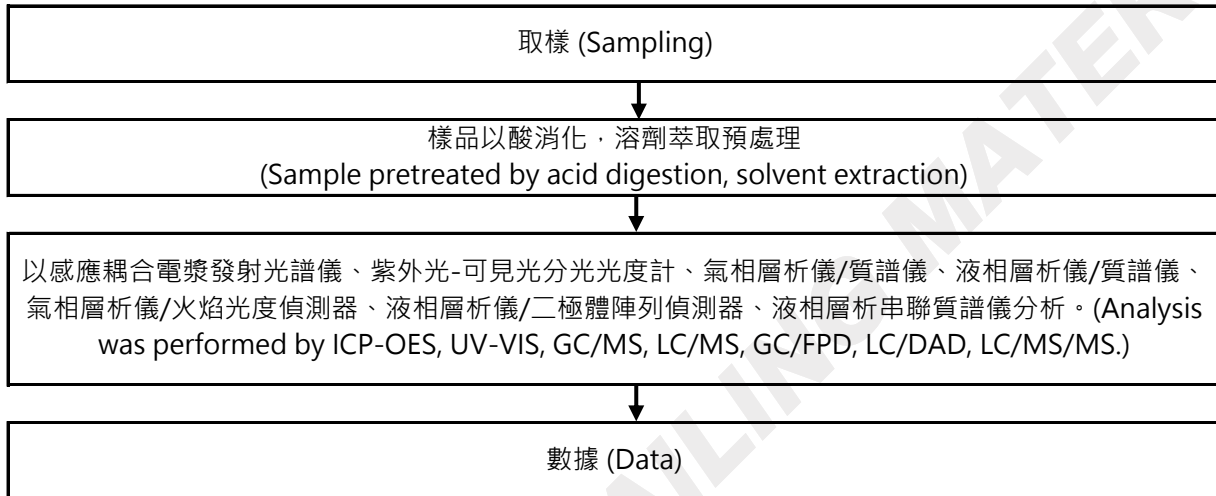 取樣 (Sampling)
樣品以酸消化，溶劑萃取預處理
(Sample pretreated by acid digestion, solvent extraction)
以感應耦合電漿發射光譜儀、紫外光-可見光分光光度計、氣相層析儀/質譜儀、液相層析儀/質譜儀、
氣相層析儀/火焰光度偵測器、液相層析儀/二極體陣列偵測器、液相層析串聯質譜儀分析。(Analysis
was performed by ICP-OES, UV-VIS, GC/MS, LC/MS, GC/FPD, LC/DAD, LC/MS/MS.)
數據 (Data)